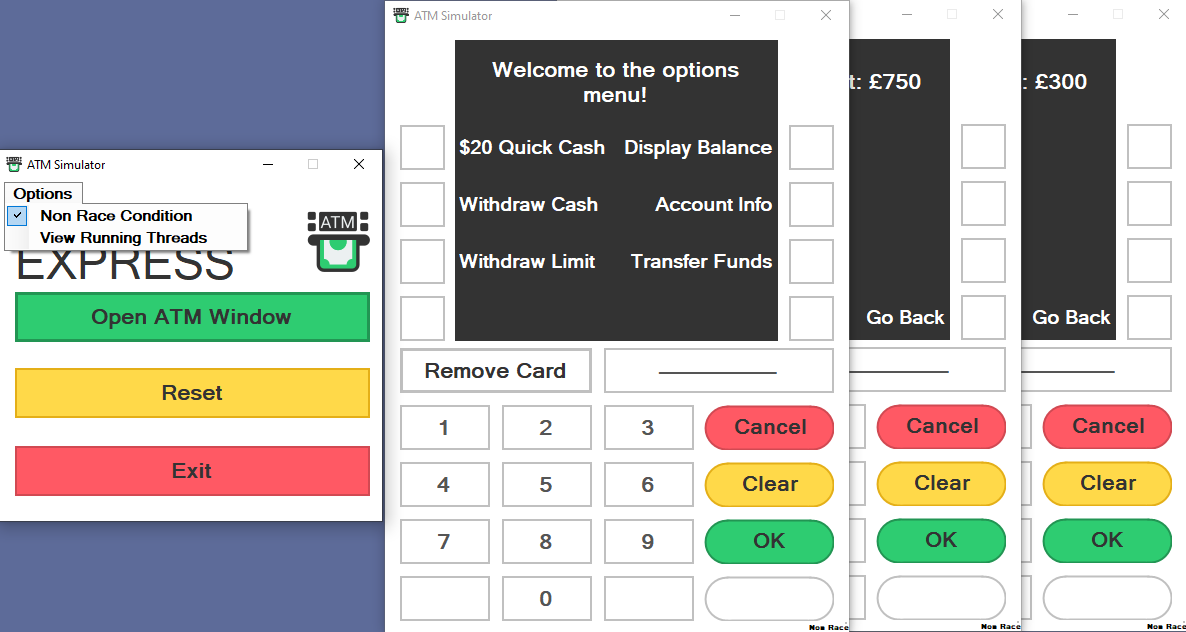 ATM Simulator
Options
Non Race Condition
View Running Threads
ATM
EXPRESS
Open ATM Window
Reset
Exit
ATM Simulator
Welcome to the options
menu!
$20 Quick Cash Display Balance
Withdraw Cash Account Info
Withdraw Limit Transfer Funds
Remove Card
1 2 3 Cancel
4 5 6 Clear
7 8 9 OK
0
Non Race
t: £750
Go Back
Cancel
Clear
OK
Non Race
: £300
Go Back
Cancel
Clear
OK
Non Race